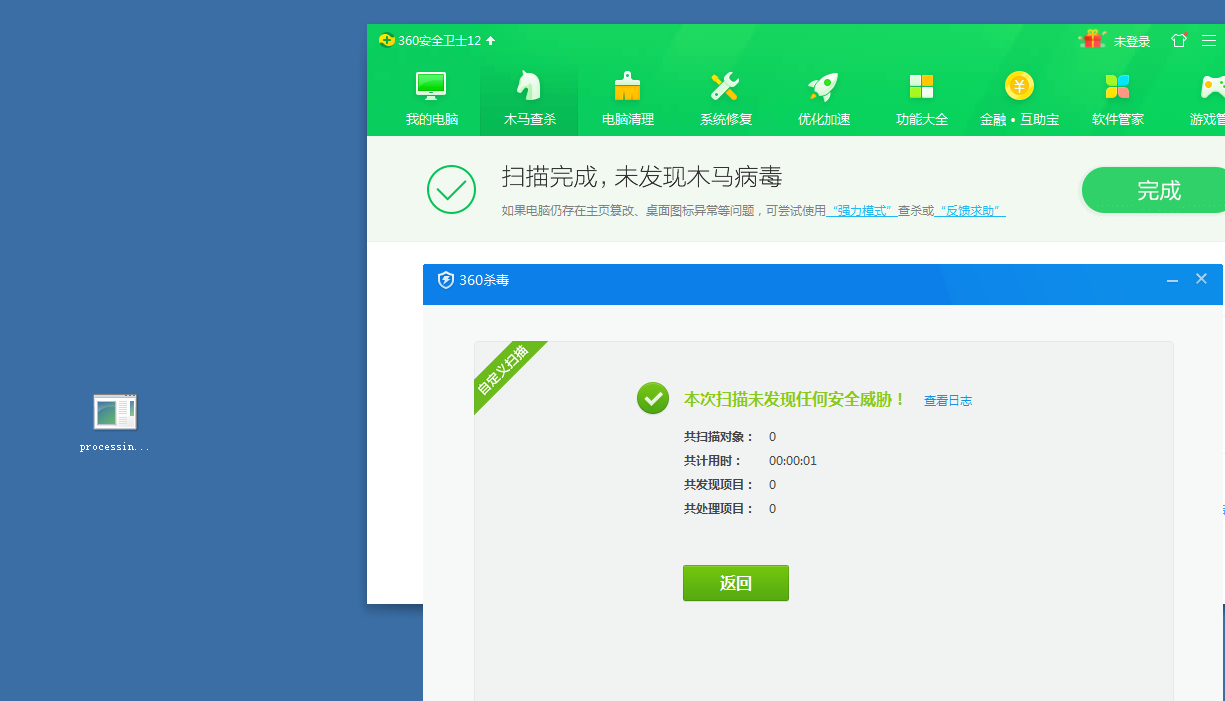 360安全卫士12
未登录
我的电脑
木马查杀
电脑清理
系统修复
优化加速
功能大全
金融•互助宝
软件管家
游戏管
扫描完成，未发现木马病毒
完成
如果电脑仍存在主页篡改、桌面图标异常等问题，可尝试使用“强力模式”查杀或“反馈求助”
360杀毒
自定义扫描
本次扫描未发现任何安全威胁！ 查看日志
共扫描对象： 0
共计用时： 00:00:01
共发现项目： 0
共处理项目： 0
返回
processin...